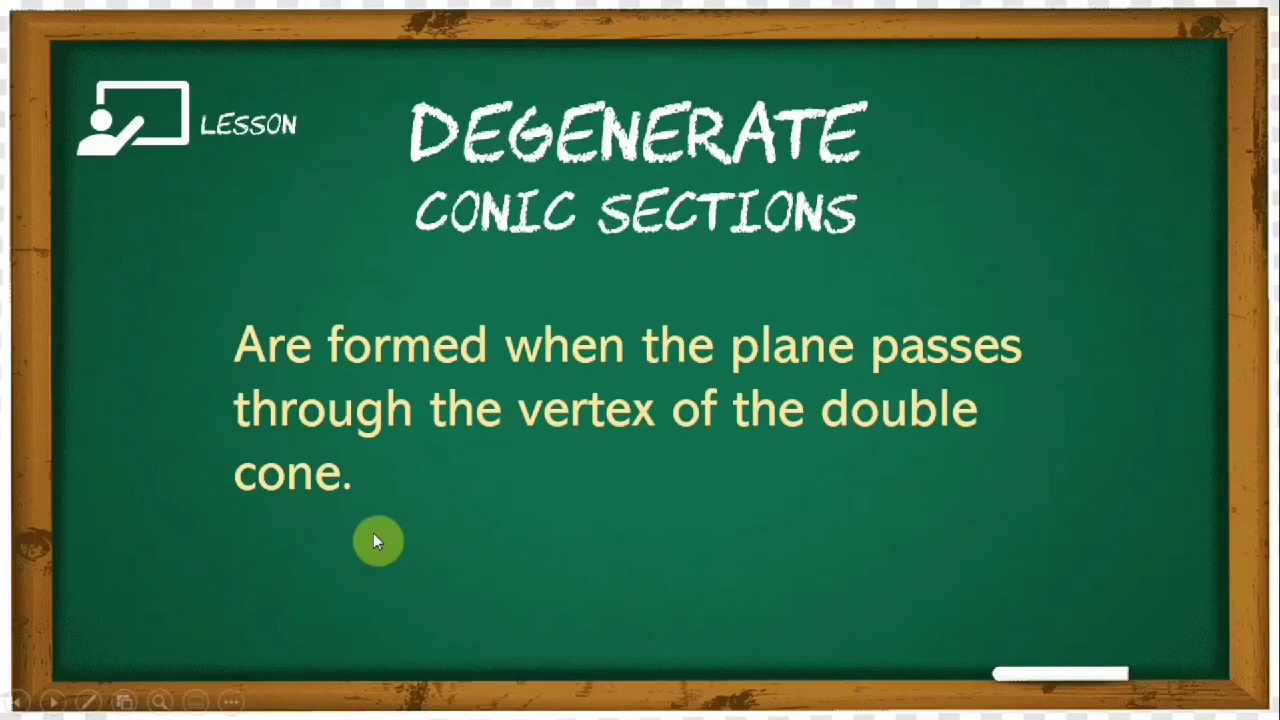 LESSON
DEGENERATE
CONIC SECTIONS
Are formed when the plane passes
through the vertex of the double
cone.